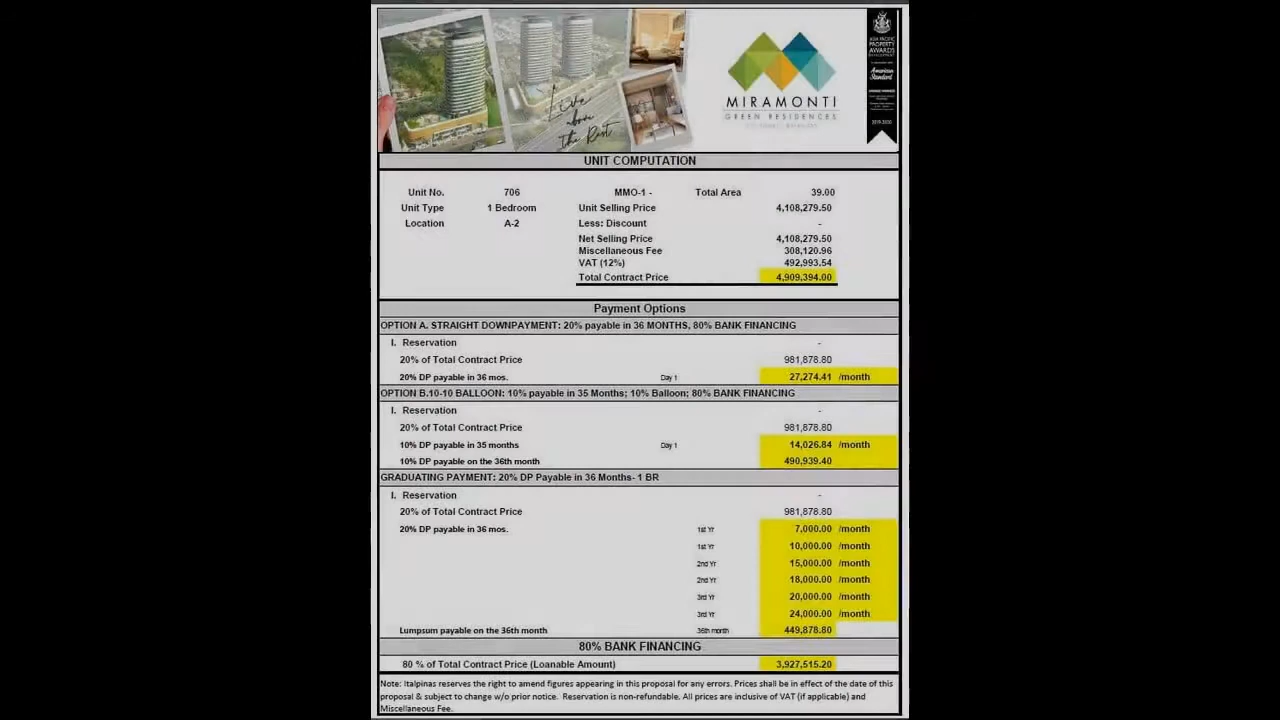 Live
above
the Rest
MIRAMONTI
GREEN RESIDENCES
ASIA PACIFIC
PROPERTY
AWARDS
DEVELOPMENT
American
Standard
2019-2020
UNIT COMPUTATION
Unit No. 706 MMO-1 - Total Area 39.00
Unit Type 1 Bedroom Unit Selling Price 4,108,279.50
Location A-2 Less: Discount -
Net Selling Price 4,108,279.50
Miscellaneous Fee 308,120.96
VAT (12%) 492,993.54
Total Contract Price 4,909,394.00
Payment Options
OPTION A. STRAIGHT DOWNPAYMENT: 20% payable in 36 MONTHS, 80% BANK FINANCING
I. Reservation -
20% of Total Contract Price 981,878.80
20% DP payable in 36 mos. Day 1 27,274.41 /month
OPTION B.10-10 BALLOON: 10% payable in 35 Months; 10% Balloon; 80% BANK FINANCING
I. Reservation -
20% of Total Contract Price 981,878.80
10% DP payable in 35 months Day 1 14,026.84 /month
10% DP payable on the 36th month 490,939.40
GRADUATING PAYMENT: 20% DP Payable in 36 Months- 1 BR
I. Reservation -
20% of Total Contract Price 981,878.80
20% DP payable in 36 mos. 1st Yr 7,000.00 /month
1st Yr 10,000.00 /month
2nd Yr 15,000.00 /month
2nd Yr 18,000.00 /month
3rd Yr 20,000.00 /month
3rd Yr 24,000.00 /month
Lumpsum payable on the 36th month 36th month 449,878.80
80% BANK FINANCING
80 % of Total Contract Price (Loanable Amount) 3,927,515.20
Note: Italpinas reserves the right to amend figures appearing in this proposal for any errors. Prices shall be in effect of the date of this
proposal & subject to change w/o prior notice. Reservation is non-refundable. All prices are inclusive of VAT (if applicable) and
Miscellaneous Fee.